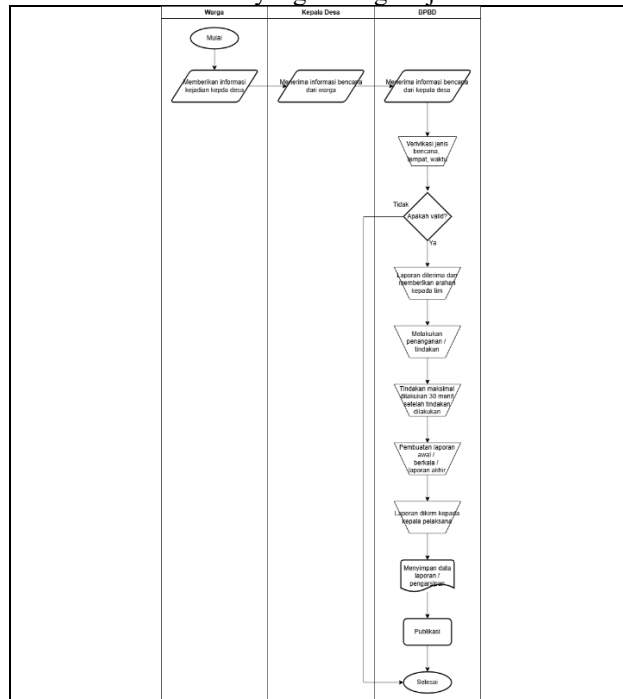 Warga
Kepala Desa
BPBD
Mulai
Memberikan informasi
kejadian kepda desa
Menerima informasi bencana
dari warga
Menerima informasi bencana
dari kepala desa
Verivikasi jenis
bencana,
tempat, waktu
Tidak
Apakah valid?
Ya
Laporan diterima dan
memberikan arahan
kepada tim
Melakukan
penanganan /
tindakan
Tindakan maksimal
dilakukan 30 menit
setelah tindakan
dilakukan
Pembuatan laporan
awal /
berkala /
laporan akhir
Laporan dikirm kepada
kepala pelaksana
Menyimpan data
laporan /
pengarsipan
Publikasi
Selesai